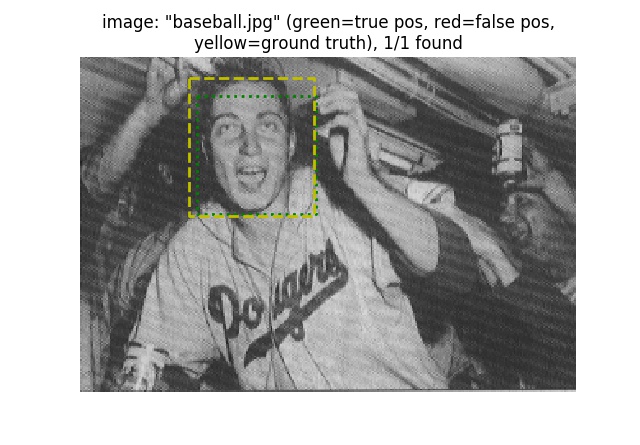 image: "baseball.jpg" (green=true pos, red=false pos,
yellow=ground truth), 1/1 found
Dodgers